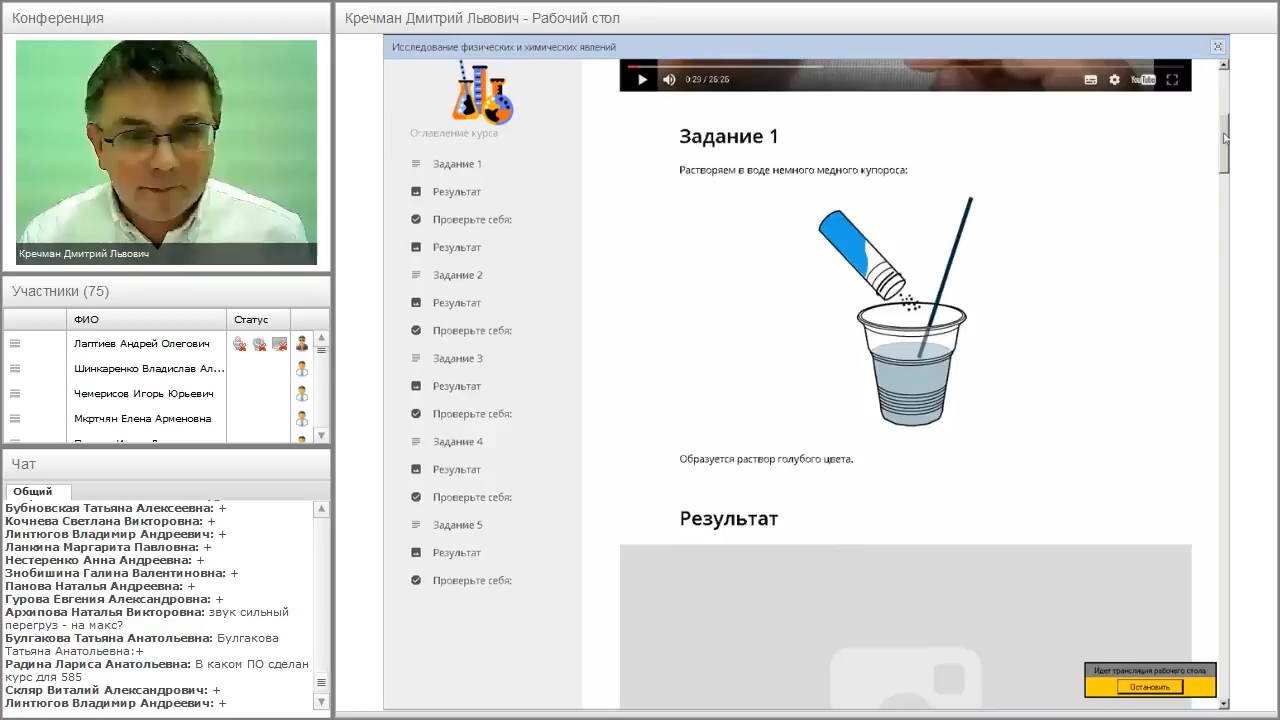 Конференция
Кречман Дмитрий Львович
Участники (75)
ФИО
Статус
Лаптиев Андрей Олегович
Шинкаренко Владислав Ал...
Чемерисов Игорь Юрьевич
Мкртчян Елена Арменовна
Чат
Общий
Бубновская Татьяна Алексеевна: +
Кочнева Светлана Викторовна: +
Линтюгов Владимир Андреевич: +
Ланкина Маргарита Павловна: +
Нестеренко Анна Андреевна: +
Знобишина Галина Валентиновна: +
Панова Наталья Андреевна: +
Гурова Евгения Александровна: +
Архипова Наталья Викторовна: звук сильный
перегруз - на макс?
Булгакова Татьяна Анатольевна: Булгакова
Татьяна Анатольевна:+
Радина Лариса Анатольевна: В каком ПО сделан
курс для 585
Скляр Виталий Александрович: +
Линтюгов Владимир Андреевич: +
Кречман Дмитрий Львович - Рабочий стол
Исследование физических и химических явлений
Оглавление курса
Задание 1
Результат
Проверьте себя:
Результат
Задание 2
Результат
Проверьте себя:
Задание 3
Результат
Проверьте себя:
Задание 4
Результат
Проверьте себя:
Задание 5
Результат
Проверьте себя:
0:29 / 26:26
YouTube
Задание 1
Растворяем в воде немного медного купороса:
Образуется раствор голубого цвета.
Результат
Идет трансляция рабочего стола
Остановить